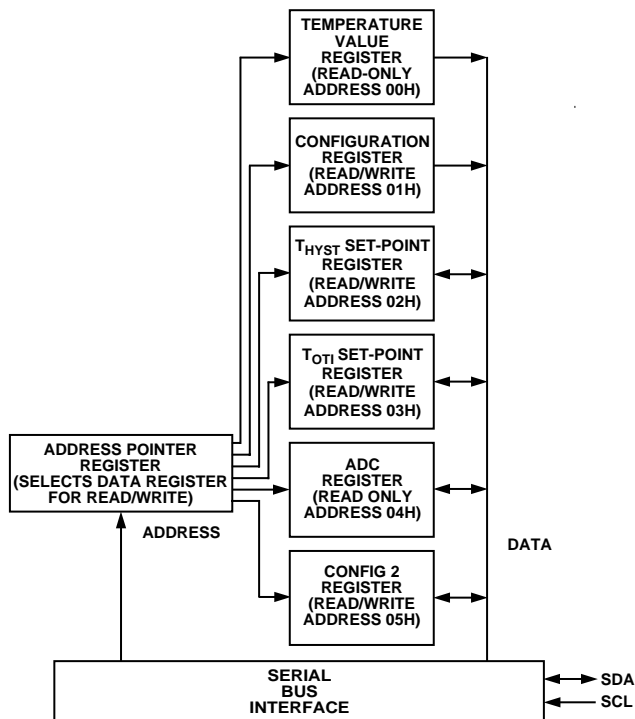 TEMPERATURE
VALUE
REGISTER
(READ-ONLY
ADDRESS 00H)
CONFIGURATION
REGISTER
(READ/WRITE
ADDRESS 01H)
THYST SET-POINT
REGISTER
(READ/WRITE
ADDRESS 02H)
TOTI SET-POINT
REGISTER
(READ/WRITE
ADDRESS 03H)
ADDRESS POINTER
REGISTER
(SELECTS DATA REGISTER
FOR READ/WRITE)
ADC
REGISTER
(READ ONLY
ADDRESS 04H)
ADDRESS
DATA
CONFIG 2
REGISTER
(READ/WRITE
ADDRESS 05H)
SERIAL
BUS
INTERFACE
SDA
SCL